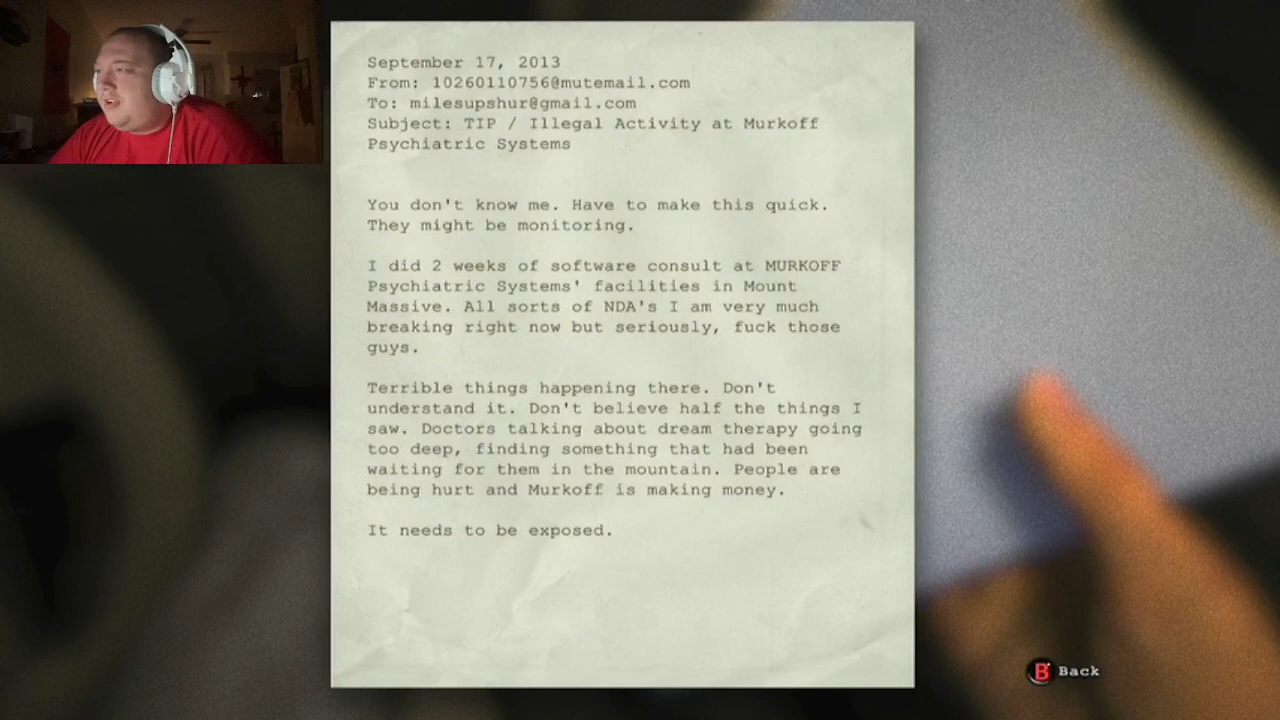 September 17, 2013
From: 10260110756@mutemail.com
To: milesupshur@gmail.com
Subject: TIP / Illegal Activity at Murkoff
Psychiatric Systems
You don't know me. Have to make this quick.
They might be monitoring.
I did 2 weeks of software consult at MURKOFF
Psychiatric Systems' facilities in Mount
Massive. All sorts of NDA's I am very much
breaking right now but seriously, fuck those
guys.
Terrible things happening there. Don't
understand it. Don't believe half the things I
saw. Doctors talking about dream therapy going
too deep, finding something that had been
waiting for them in the mountain. People are
being hurt and Murkoff is making money.
It needs to be exposed.
B Back